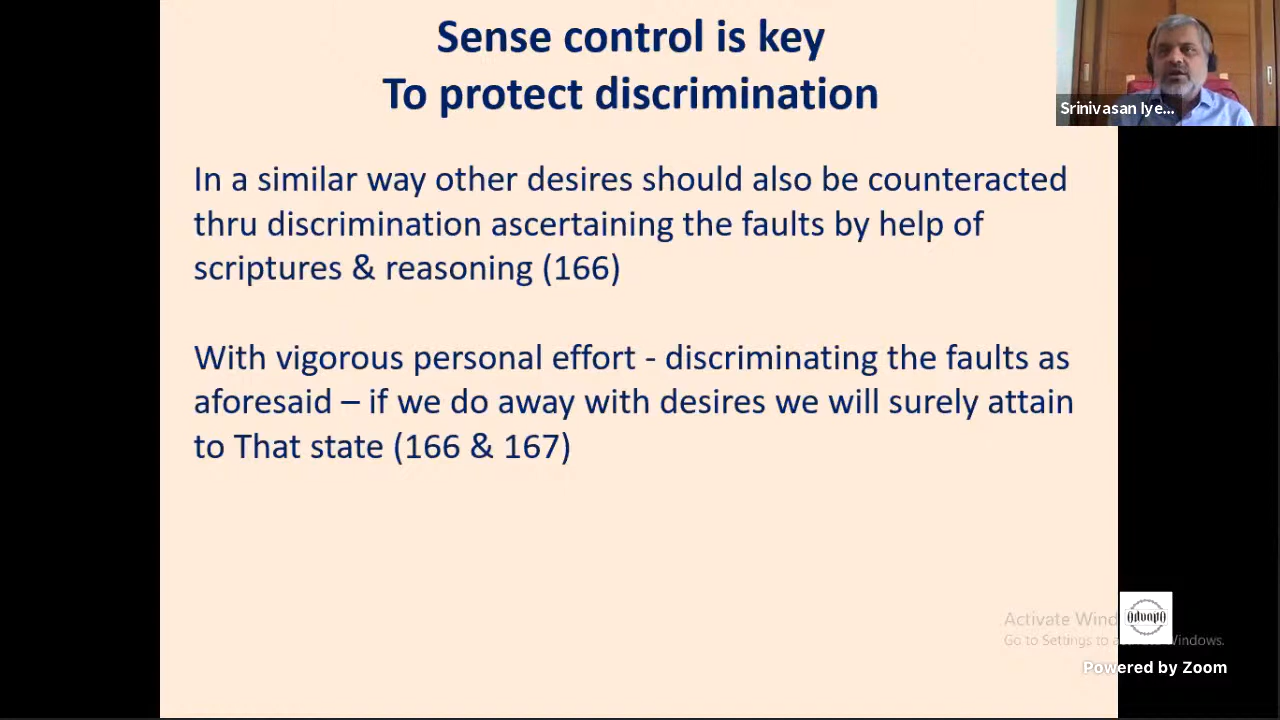 Sense control is key
To protect discrimination
Srinivasan Iye...
In a similar way other desires should also be counteracted
thru discrimination ascertaining the faults by help of
scriptures & reasoning (166)
With vigorous personal effort - discriminating the faults as
aforesaid – if we do away with desires we will surely attain
to That state (166 & 167)
Activate Wind
Go to Settings to a Windows.
Powered by Zoom